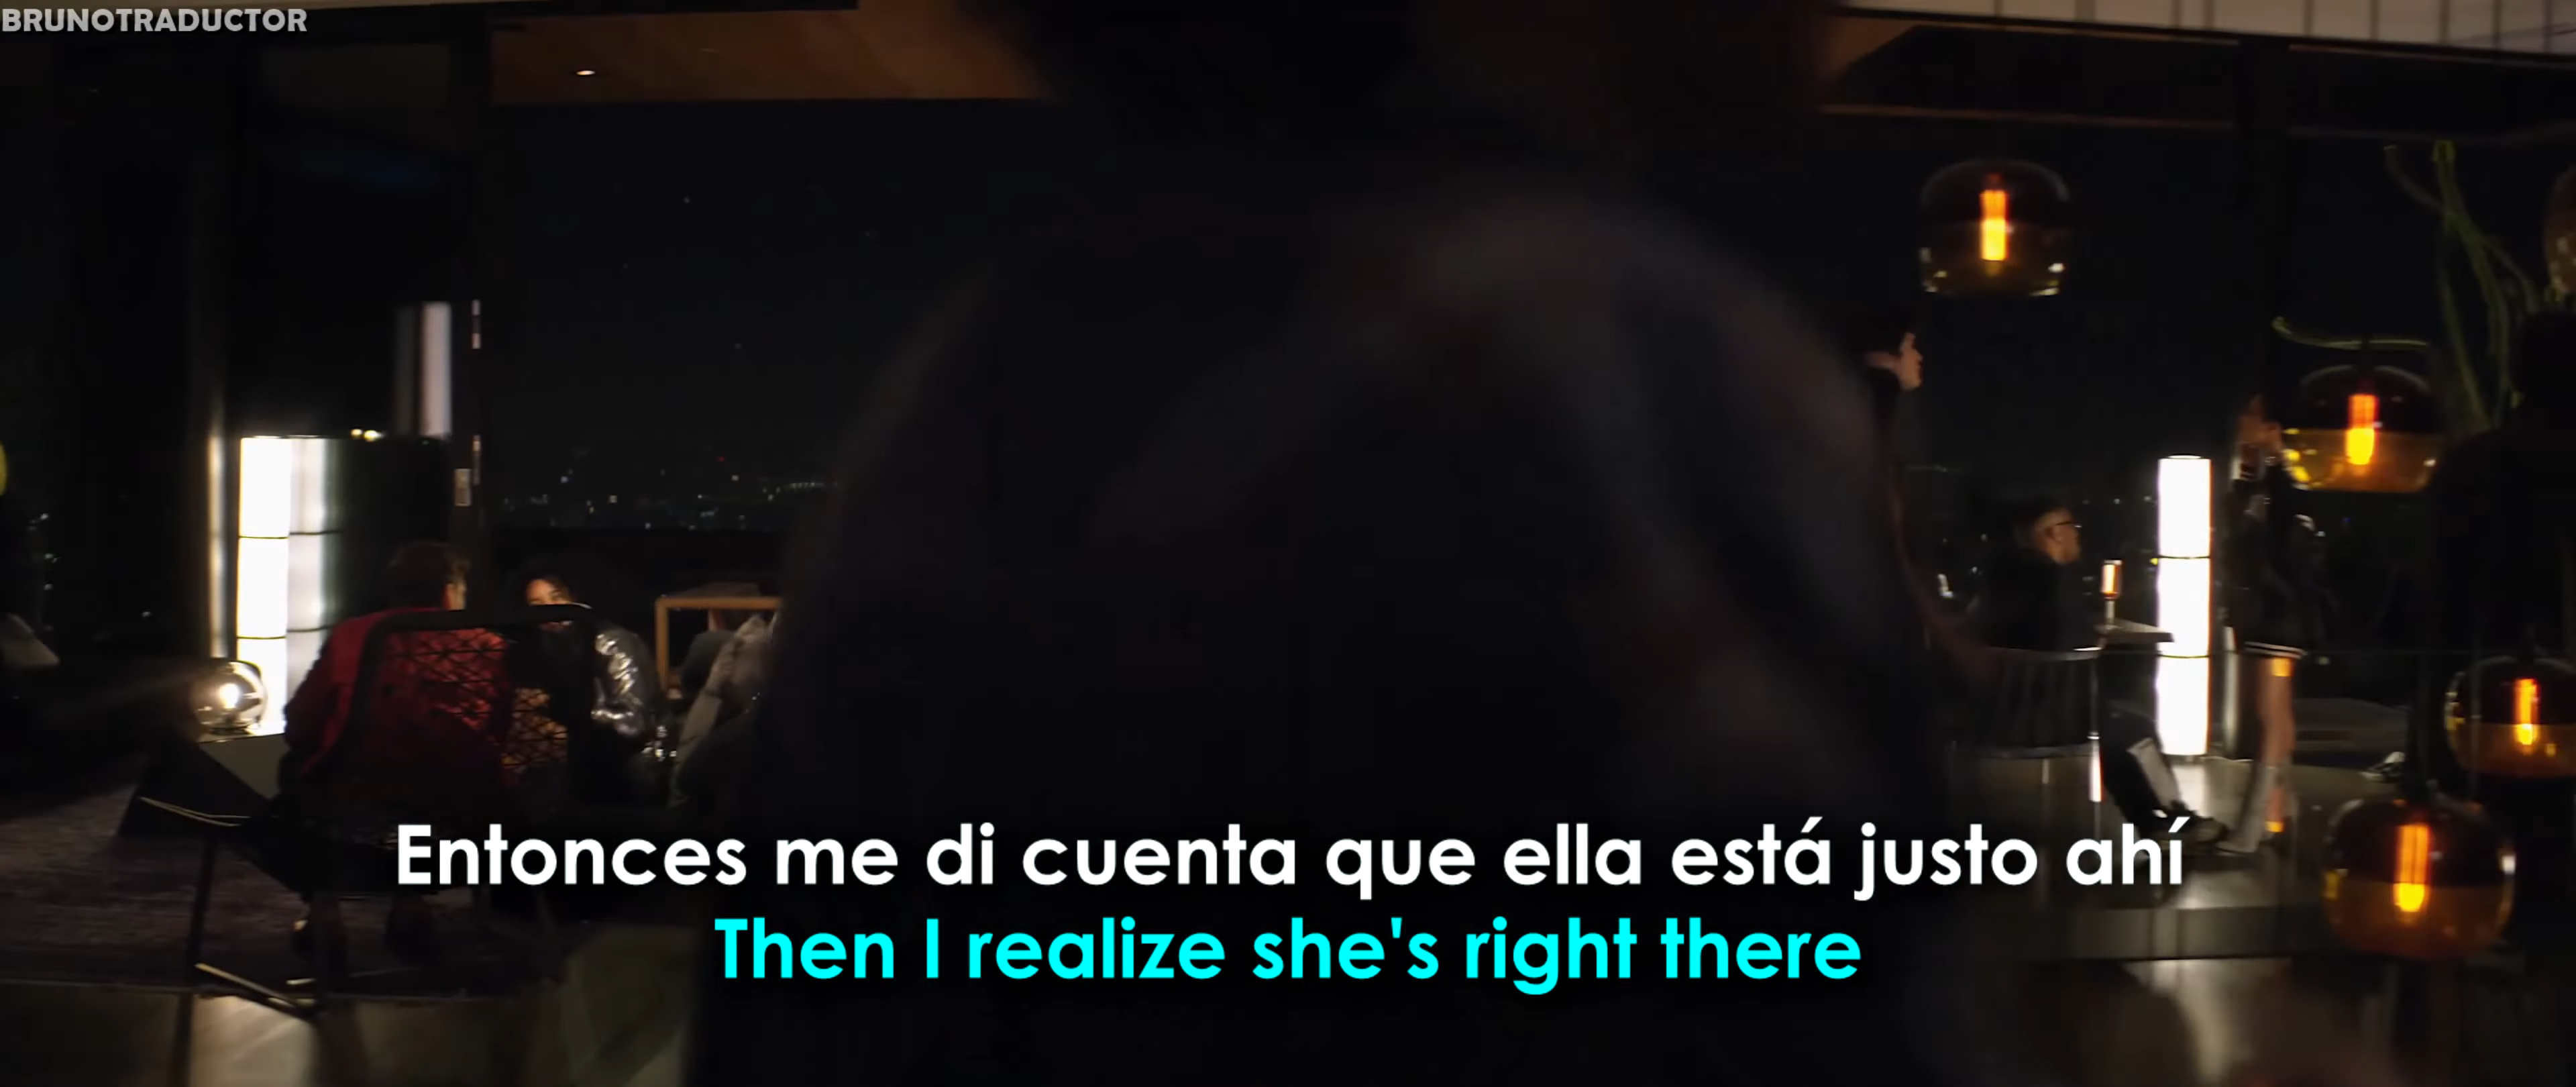 BRUNOTRADUCTOR
Entonces me di cuenta que ella está justo ahí
Then I realize she's right there